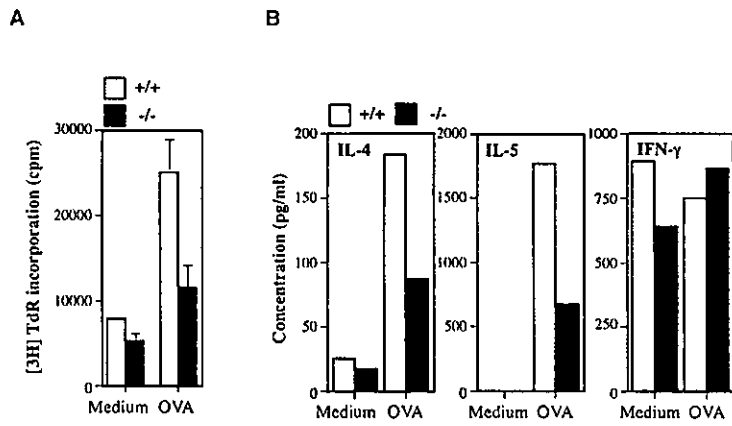 A
B
+/+
-/-
+/+ -/-
[3H] TdR incorporation (cpm)
30000
20000
10000
0
Medium OVA
Concentration (pg/ml)
IL-4
200
150
100
50
0
Medium OVA
IL-5
2000
1500
1000
500
0
Medium OVA
IFN-γ
1000
750
500
250
0
Medium OVA